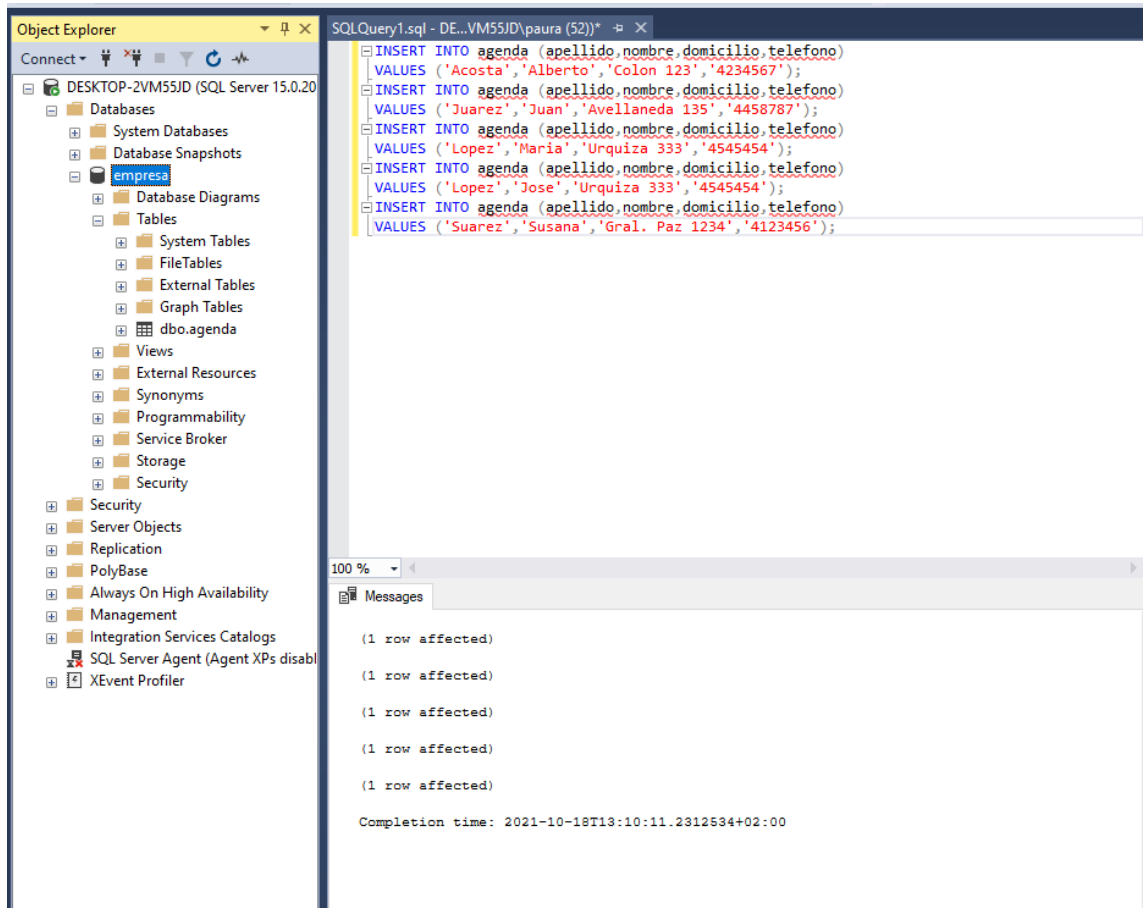 Object Explorer
Connect
DESKTOP-2VM55JD (SQL Server 15.0.20
Databases
System Databases
Database Snapshots
empresa
Database Diagrams
Tables
System Tables
FileTables
External Tables
Graph Tables
dbo.agenda
Views
External Resources
Synonyms
Programmability
Service Broker
Storage
Security
Security
Server Objects
Replication
PolyBase
Always On High Availability
Management
Integration Services Catalogs
SQL Server Agent (Agent XPs disabl
XEvent Profiler
SQLQuery1.sql - DE...VM55JD\paura (52))*
INSERT INTO agenda (apellido,nombre,domicilio,telefono)
VALUES ('Acosta','Alberto','Colon 123','4234567');
INSERT INTO agenda (apellido,nombre,domicilio,telefono)
VALUES ('Juarez','Juan','Avellaneda 135','4458787');
INSERT INTO agenda (apellido,nombre,domicilio,telefono)
VALUES ('Lopez','Maria','Urquiza 333','4545454');
INSERT INTO agenda (apellido,nombre,domicilio,telefono)
VALUES ('Lopez','Jose','Urquiza 333','4545454');
INSERT INTO agenda (apellido,nombre,domicilio,telefono)
VALUES ('Suarez','Susana','Gral. Paz 1234','4123456');
100 %
Messages
(1 row affected)
(1 row affected)
(1 row affected)
(1 row affected)
(1 row affected)
Completion time: 2021-10-18T13:10:11.2312534+02:00